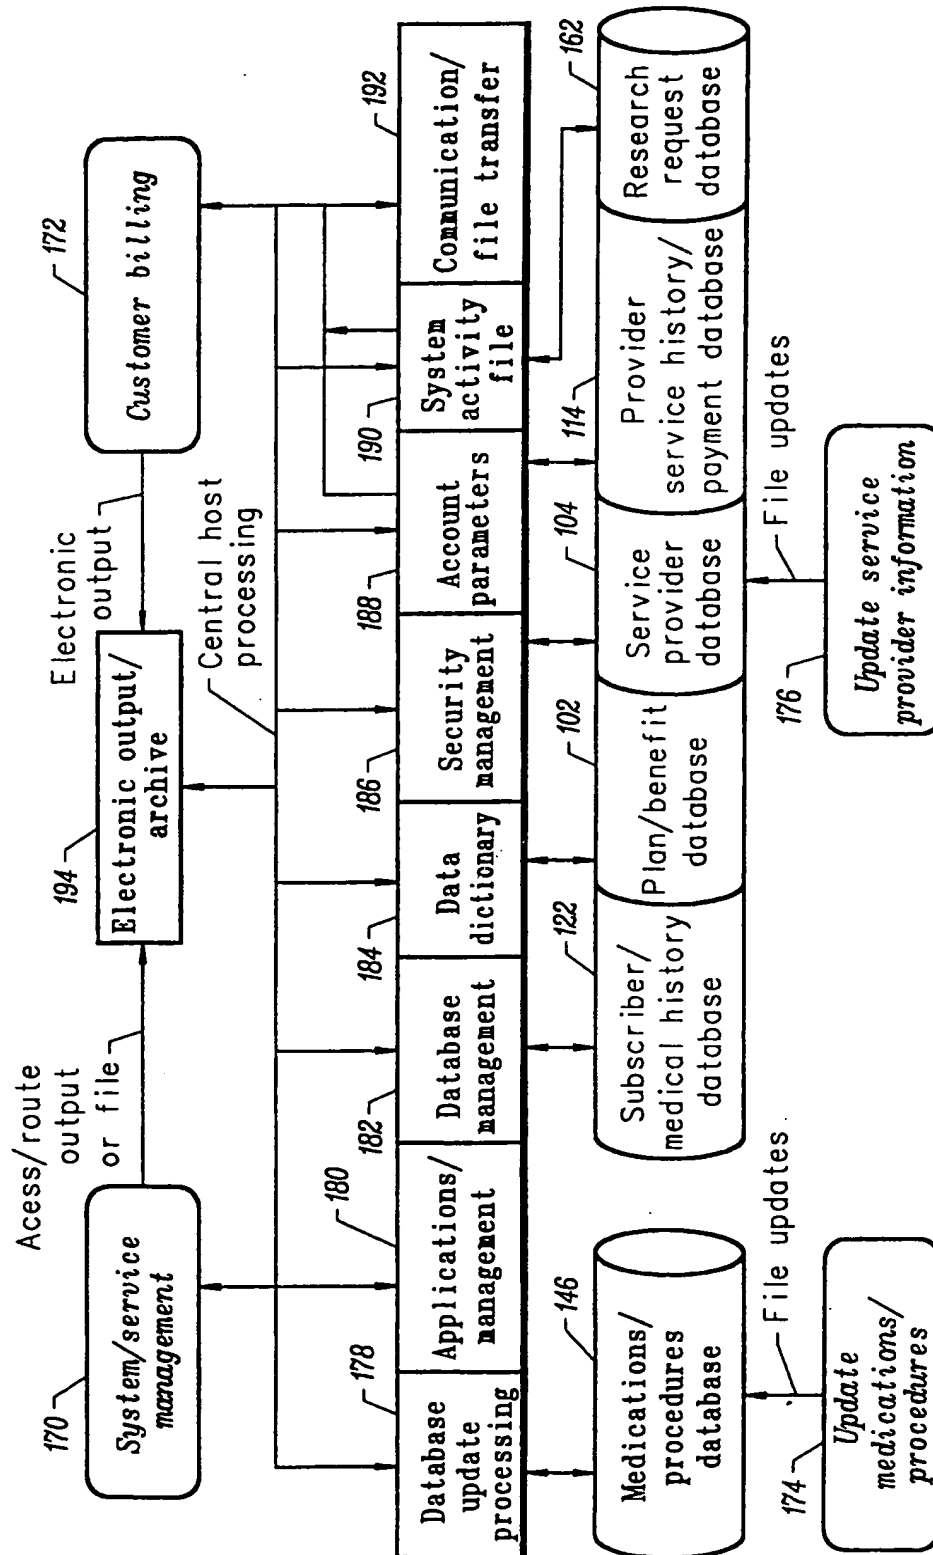 Acess/route
output
or file
Electronic
output
170
System/service
management
194
Electronic output/
archive
172
Customer billing
Central host
processing
178
180
182
184
186
188
190
192
Database
update
processing
Applications/
management
Database
management
Data
dictionary
Security
management
Account
parameters
System
activity
file
Communication/
file transfer
146
122
102
104
114
162
Medications/
procedures
database
Subscriber/
medical history
database
Plan/benefit
database
Service
provider
database
Provider
service history/
payment database
Research
request
database
File updates
File updates
174
Update
medications/
procedures
176
Update service
provider information